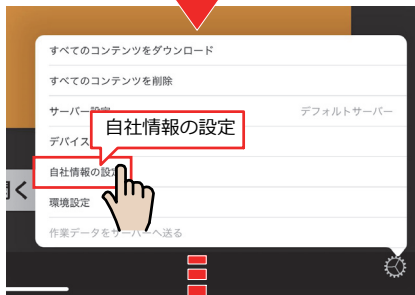 すべてのコンテンツをダウンロード
すべてのコンテンツを削除
サーバー設定 デフォルトサーバー
自社情報の設定
デバイス
自社情報の設定
く
環境設定
作業データをサーバーへ送る